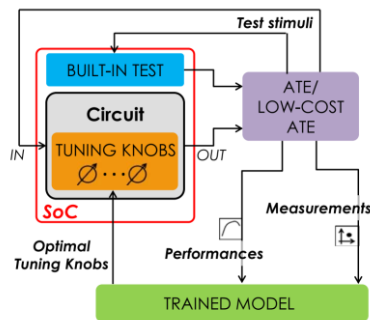 Test stimuli
BUILT-IN TEST
ATE/
LOW-COST
ATE
Circuit
TUNING KNOBS
IN
OUT
SoC
Measurements
Optimal
Tuning Knobs
Performances
TRAINED MODEL